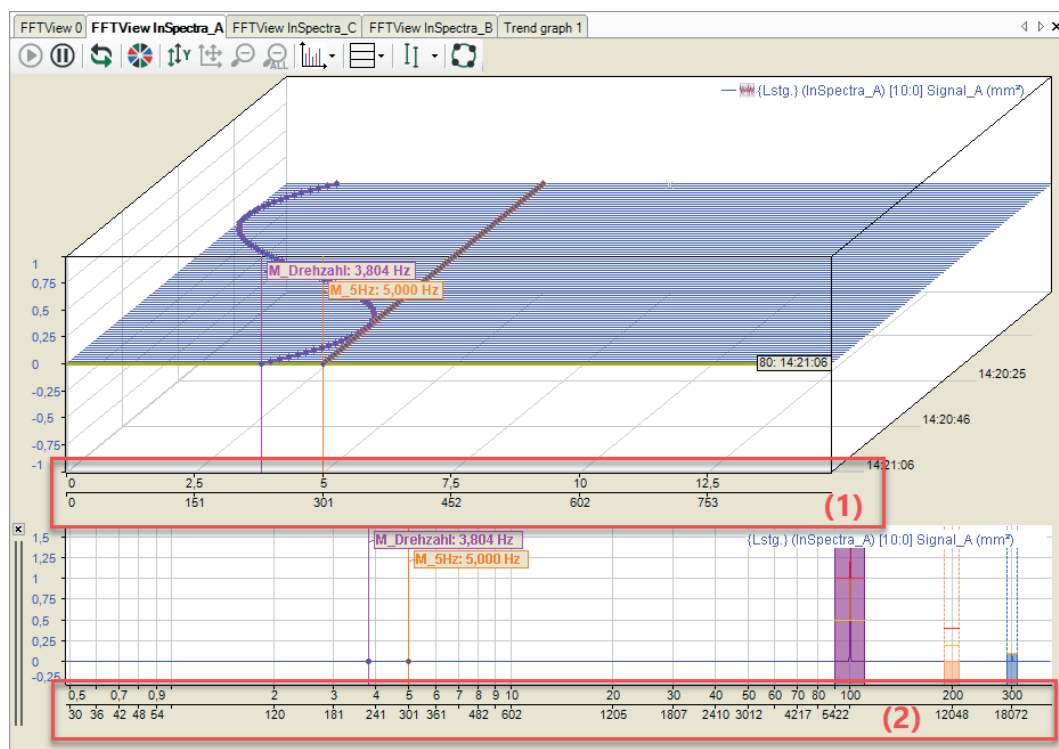 FFTView 0 FFTView InSpectra_A FFTView InSpectra_C FFTView InSpectra_B Trend graph 1
Y ALL
{Lstg.} (InSpectra_A) [10:0] Signal_A (mm²)
1
M_Drehzahl: 3,804 Hz
0,75
M_5Hz: 5,000 Hz
0,5
0,25
0
80: 14:21:06
14:20:25
-0,25
-0,5
14:20:46
-0,75
-1
14:21:06
0 2,5 5 7,5 10 12,5
0 151 301 452 602 753
(1)
1,5
M_Drehzahl: 3,804 Hz
{Lstg.} (InSpectra_A) [10:0] Signal_A (mm²)
1,25
M_5Hz: 5,000 Hz
1
0,75
0,5
0,25
0
-0,25
0,5 0,7 0,9 2 3 4 5 6 7 8 9 10 20 30 40 50 60 70 80 100 200 300
30 36 42 48 54 120 181 241 301 361 482 602 1205 1807 2410 3012 4217 5422 12048 18072
(2)